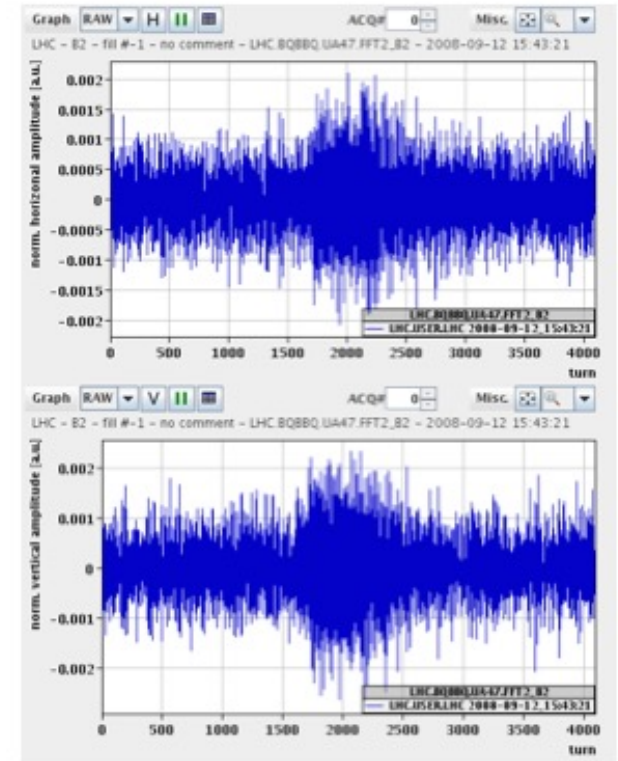 Graph RAW H ACQ# 0 Misc.
LHC - B2 - fill #-1 - no comment - LHC.BQBBQ.UA47.FFT2_B2 - 2008-09-12 15:43:21
norm. horizonal amplitude [a.u.]
0.002
0.0015
0.001
0.0005
0
-0.0005
-0.001
-0.0015
-0.002
LHC.BQBBQ.UA47.FFT2_B2
LHC.USER.LHC 2008-09-12_15:43:21
0 500 1000 1500 2000 2500 3000 3500 4000
turn
Graph RAW V ACQ# 0 Misc.
LHC - B2 - fill #-1 - no comment - LHC.BQBBQ.UA47.FFT2_B2 - 2008-09-12 15:43:21
norm. vertical amplitude [a.u.]
0.002
0.001
0
-0.001
-0.002
LHC.BQBBQ.UA47.FFT2_B2
LHC.USER.LHC 2008-09-12_15:43:21
0 500 1000 1500 2000 2500 3000 3500 4000
turn